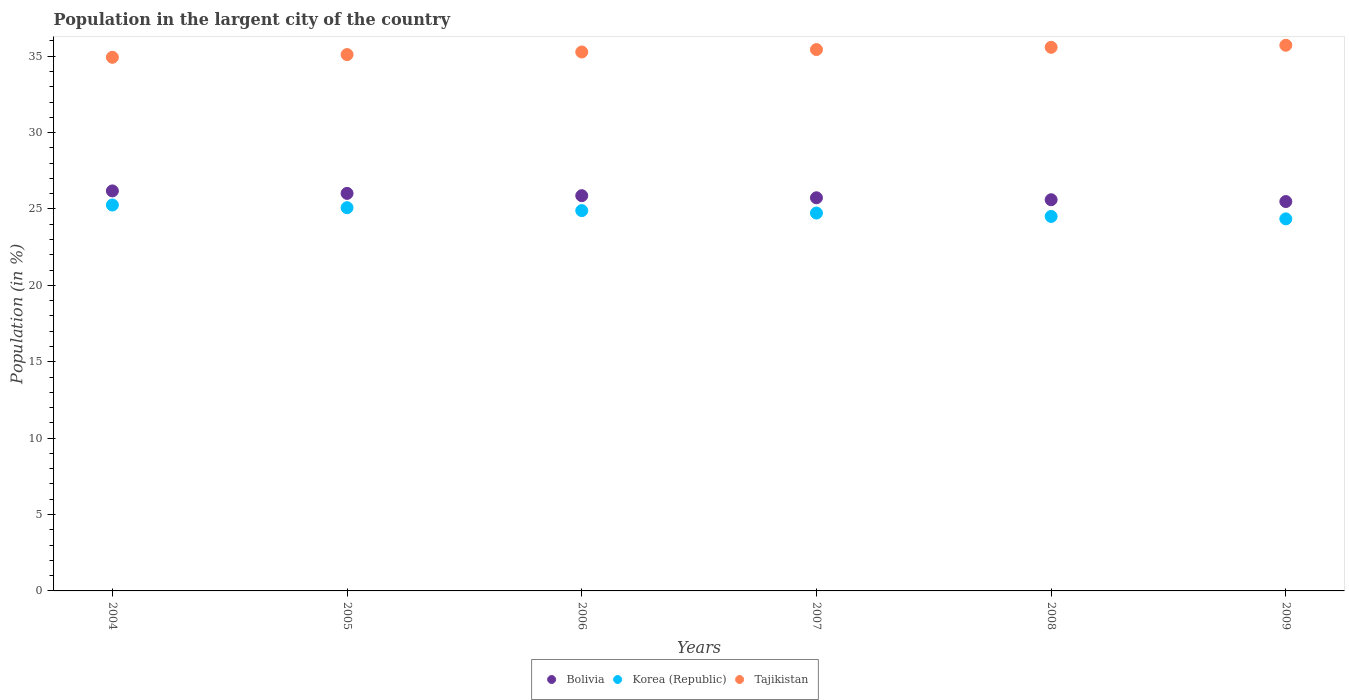 Population in the largent city of the country
Population (in %)
35
30
25
20
15
10
5
0
2004
2005
2006
2007
2008
2009
Years
Bolivia
Korea (Republic)
Tajikistan